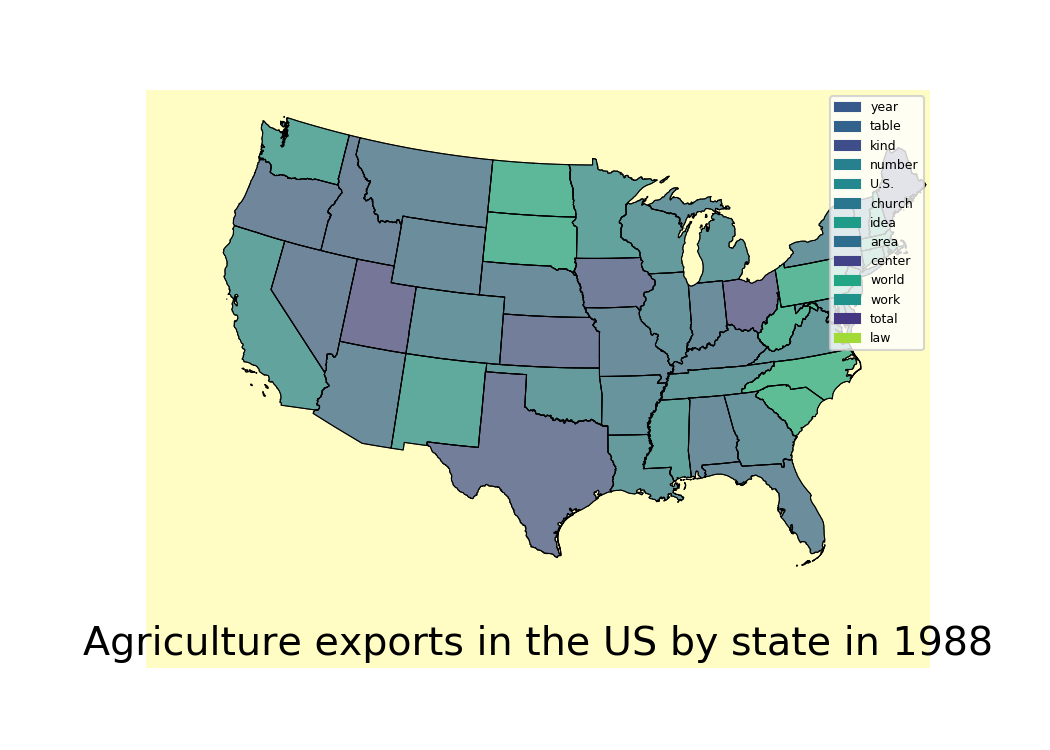 year
table
kind
number
U.S.
church
idea
area
center
world
work
total
law
Agriculture exports in the US by state in 1988